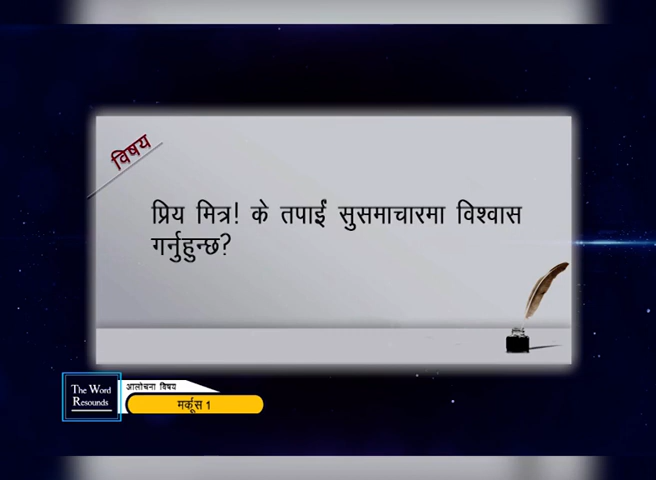 विषय
प्रिय मित्र! के तपाईं सुसमाचारमा विश्वास
गर्नुहुन्छ?
The Word
Resounds
आलोचना विषय
मर्कूस 1